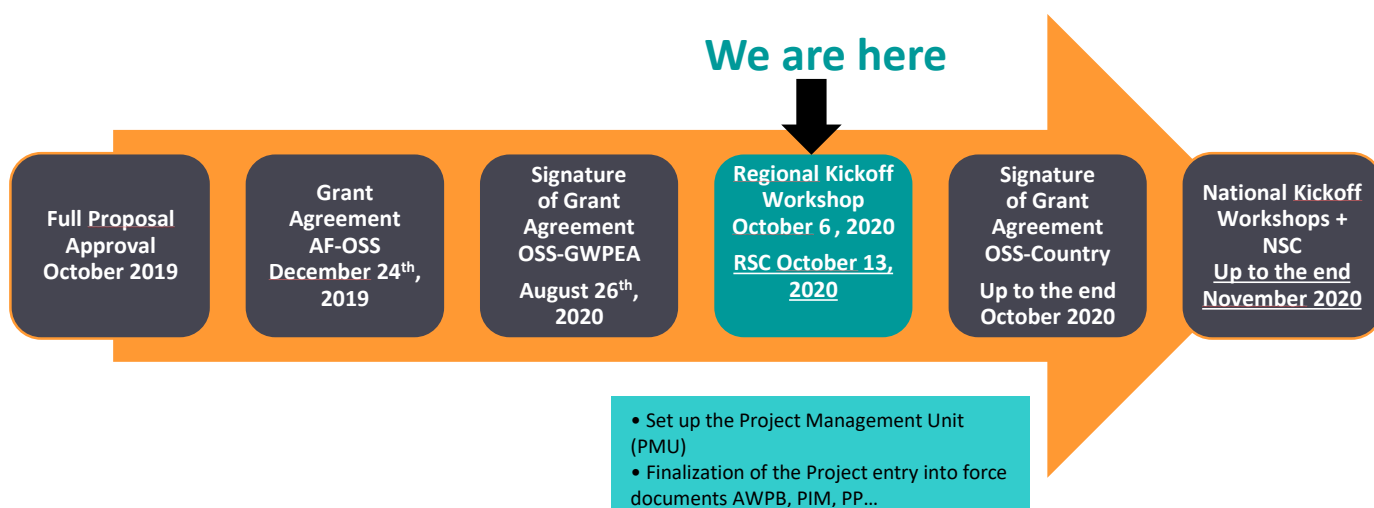 We are here
Full Proposal
Approval
October 2019
Grant
Agreement
AF-OSS
December 24th,
2019
Signature
of Grant
Agreement
OSS-GWPEA
August 26th,
2020
Regional Kickoff
Workshop
October 6 , 2020
RSC October 13,
2020
Signature
of Grant
Agreement
OSS-Country
Up to the end
October 2020
National Kickoff
Workshops +
NSC
Up to the end
November 2020
• Set up the Project Management Unit
(PMU)
• Finalization of the Project entry into force
documents AWPB, PIM, PP…